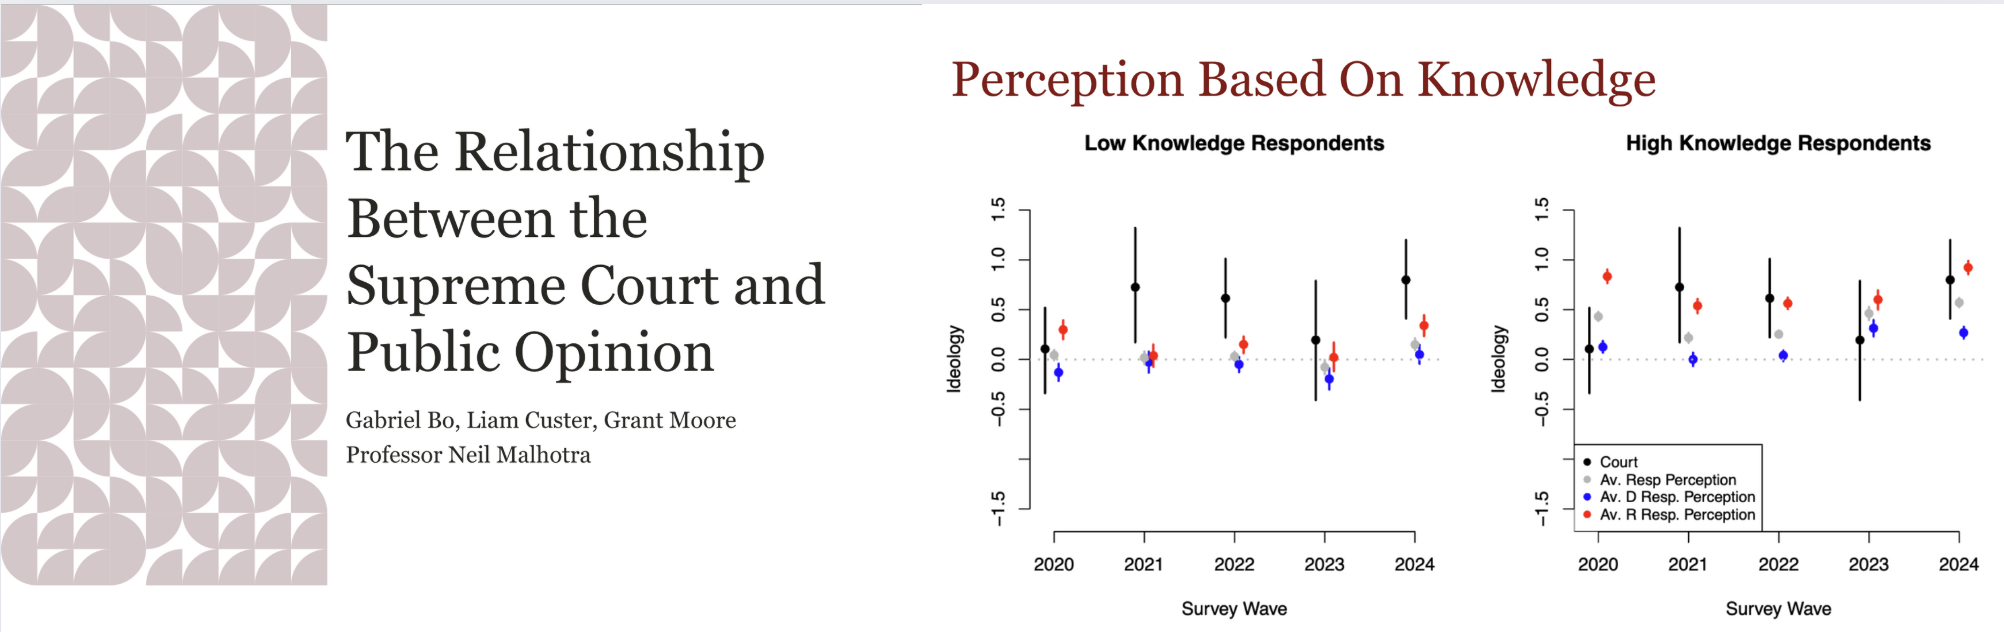 The Relationship
Between the
Supreme Court and
Public Opinion
Gabriel Bo, Liam Custer, Grant Moore
Professor Neil Malhotra
Perception Based On Knowledge
Low Knowledge Respondents
Ideology
1.5
1.0
0.5
0.0
−0.5
−1.5
2020 2021 2022 2023 2024
Survey Wave
High Knowledge Respondents
Ideology
1.5
1.0
0.5
0.0
−0.5
−1.5
Court
Av. Resp Perception
Av. D Resp. Perception
Av. R Resp. Perception
2020 2021 2022 2023 2024
Survey Wave